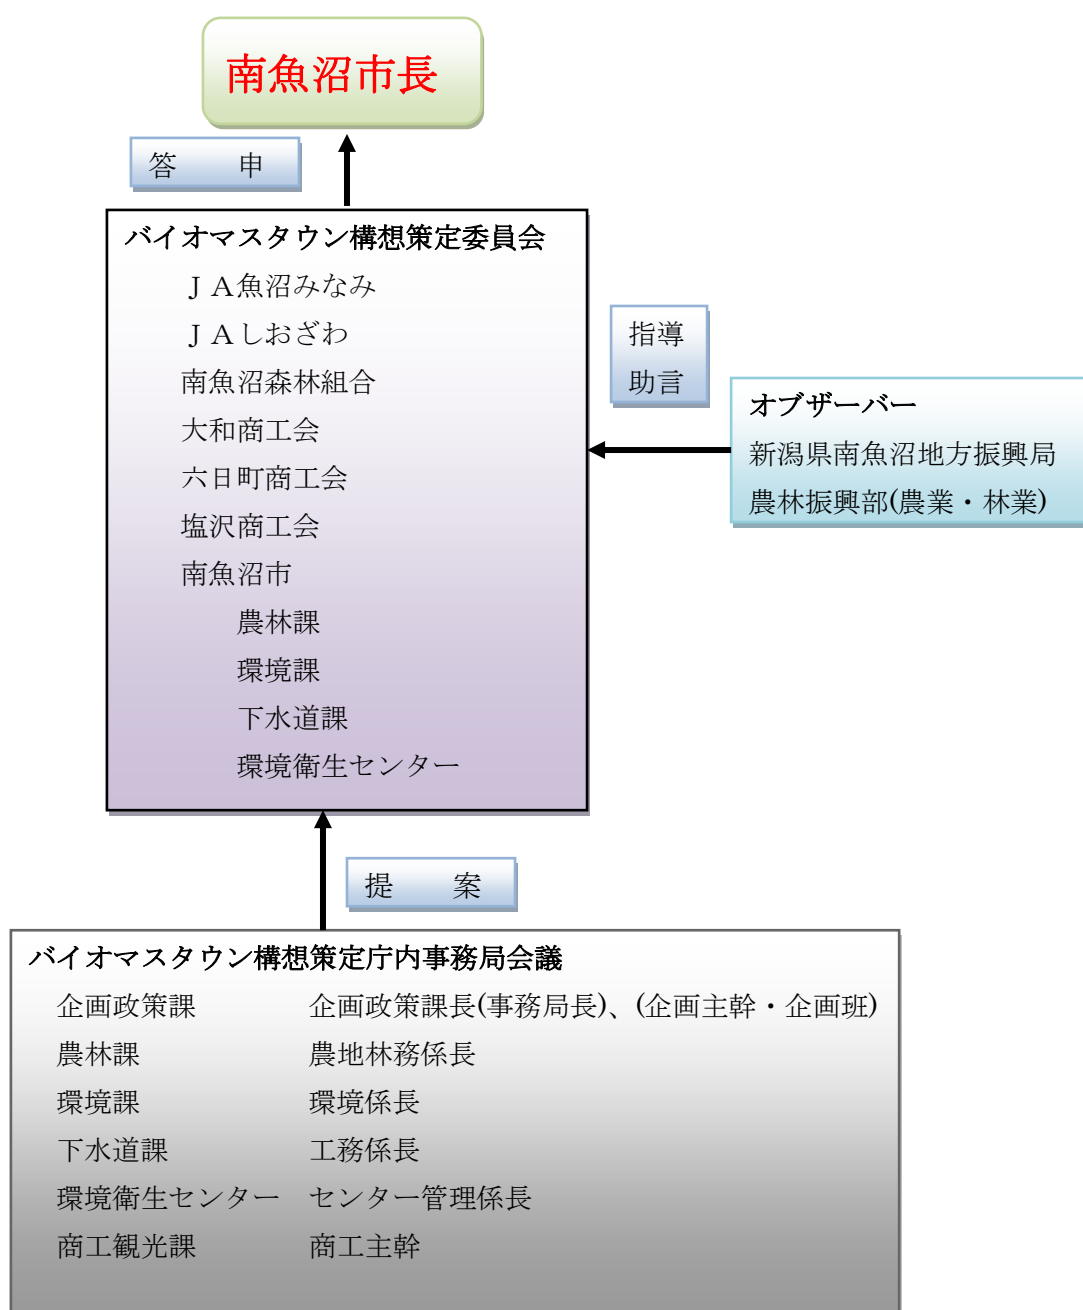 南魚沼市長
答　　申
バイオマスタウン構想策定委員会
ＪＡ魚沼みなみ
ＪＡしおざわ
南魚沼森林組合
大和商工会
六日町商工会
塩沢商工会
南魚沼市
農林課
環境課
下水道課
環境衛生センター
指導
助言
オブザーバー
新潟県南魚沼地方振興局
農林振興部(農業・林業)
提　　案
バイオマスタウン構想策定庁内事務局会議
企画政策課　　　　企画政策課長(事務局長)、(企画主幹・企画班)
農林課　　　　　　農地林務係長
環境課　　　　　　環境係長
下水道課　　　　　工務係長
環境衛生センター　センター管理係長
商工観光課　　　　商工主幹